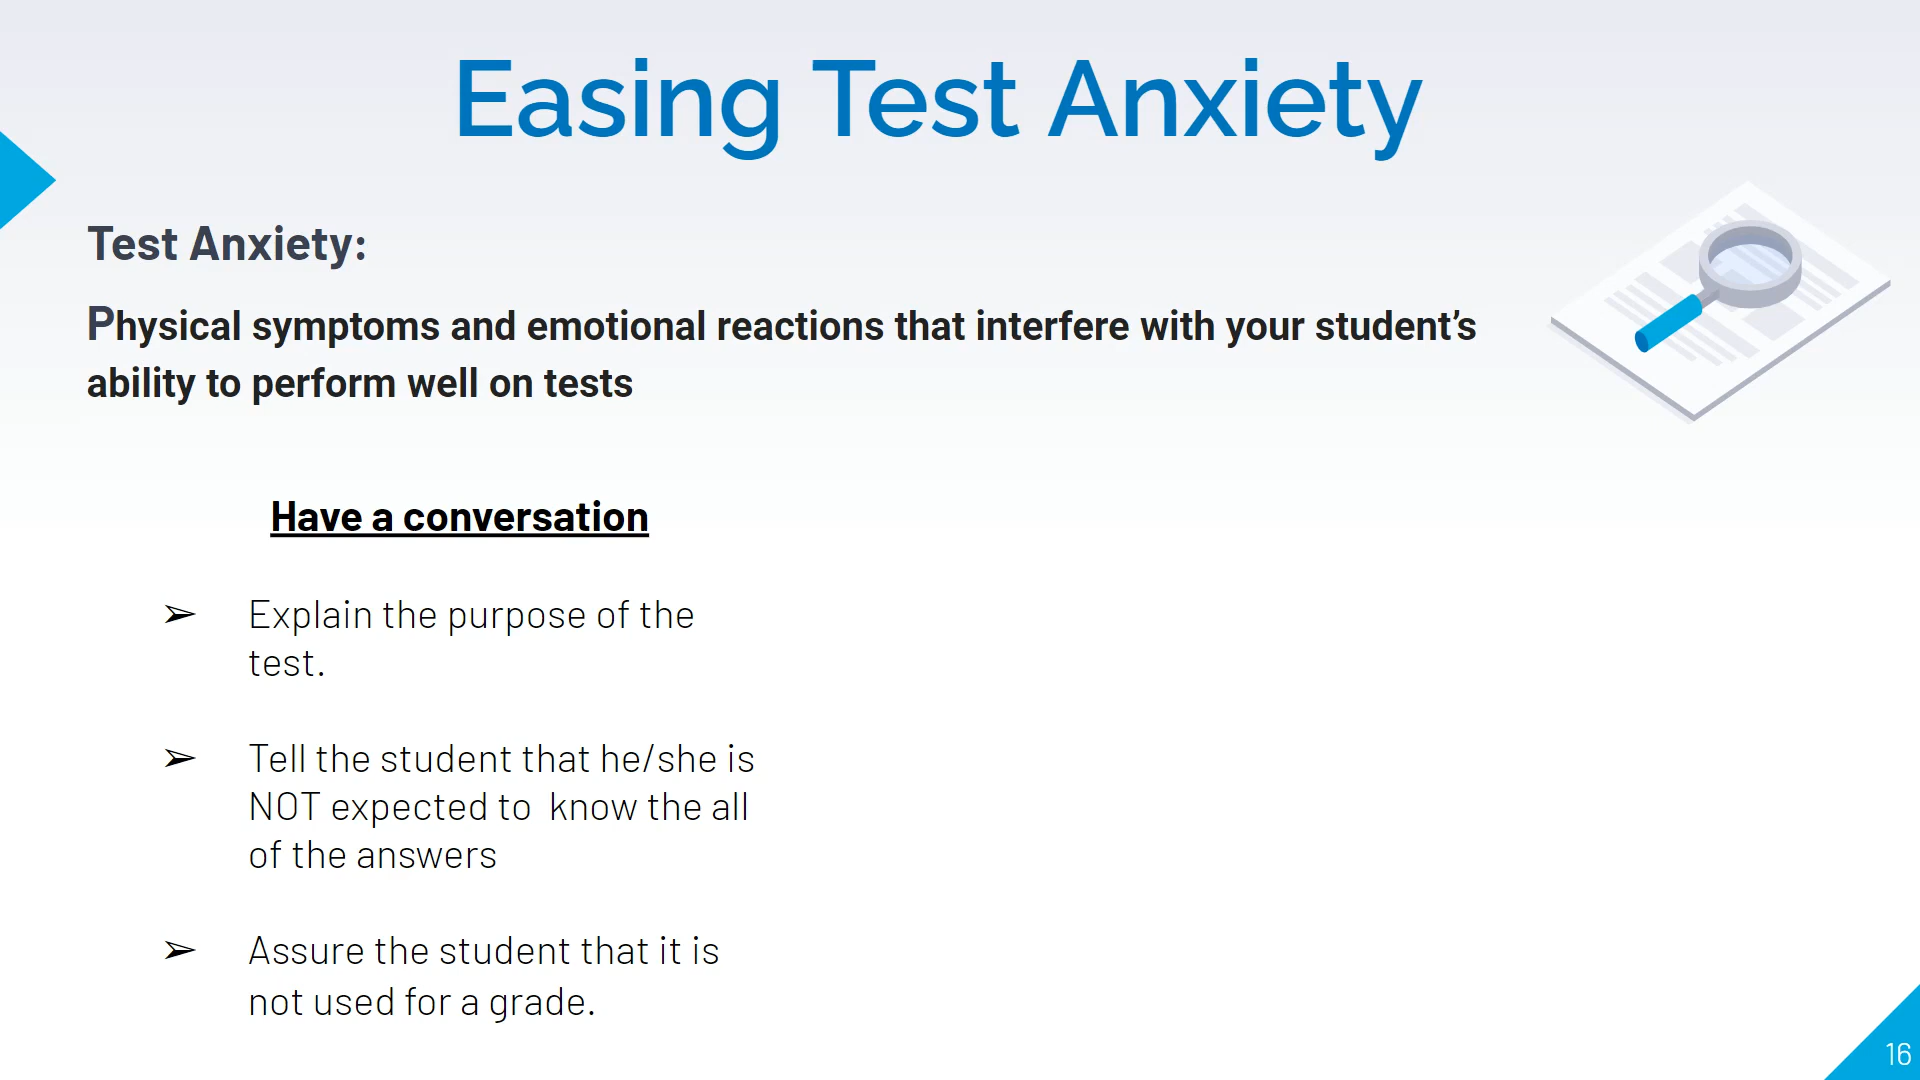 Easing Test Anxiety
Test Anxiety:
Physical symptoms and emotional reactions that interfere with your student’s
ability to perform well on tests
Have a conversation
➢ Explain the purpose of the
test.
➢ Tell the student that he/she is
NOT expected to  know the all
of the answers
➢ Assure the student that it is
not used for a grade.
16